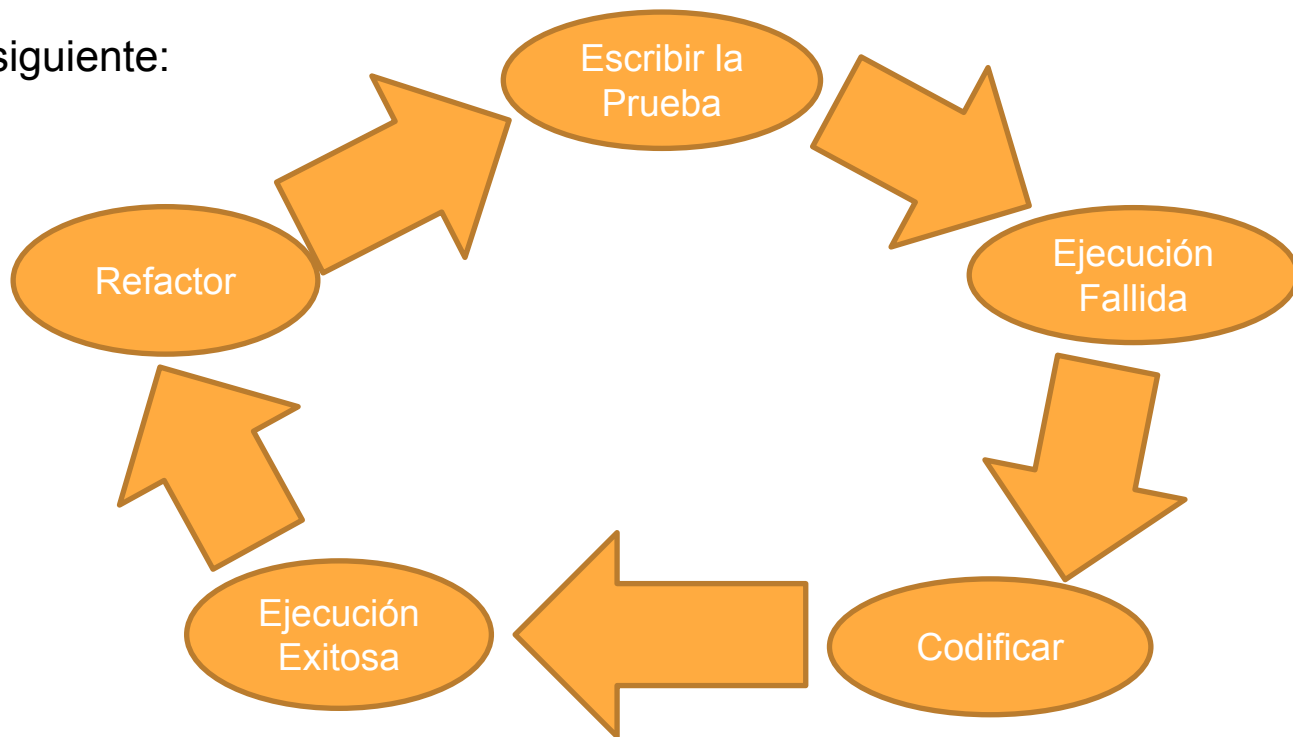 siguiente:
Escribir la
Prueba
Ejecución
Fallida
Codificar
Ejecución
Exitosa
Refactor